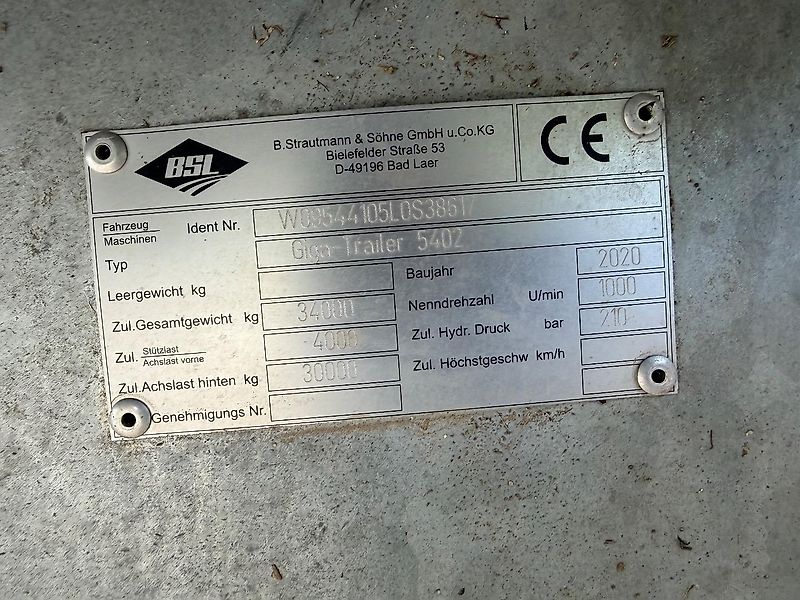 BSL
B.Strautmann & Söhne GmbH u.Co.KG
Bielefelder Straße 53
D-49196 Bad Laer
CE
Fahrzeug
Maschinen
Ident Nr. W09544105L0S38617
Typ Giga-Trailer 5402
Leergewicht kg
Baujahr 2020
Zul.Gesamtgewicht kg 34000
Nenndrehzahl U/min 1000
Zul. Stützlast
Achslast vorne 4000
Zul. Hydr. Druck bar 210
Zul.Achslast hinten kg 30000
Zul. Höchstgeschw km/h
Genehmigungs Nr.